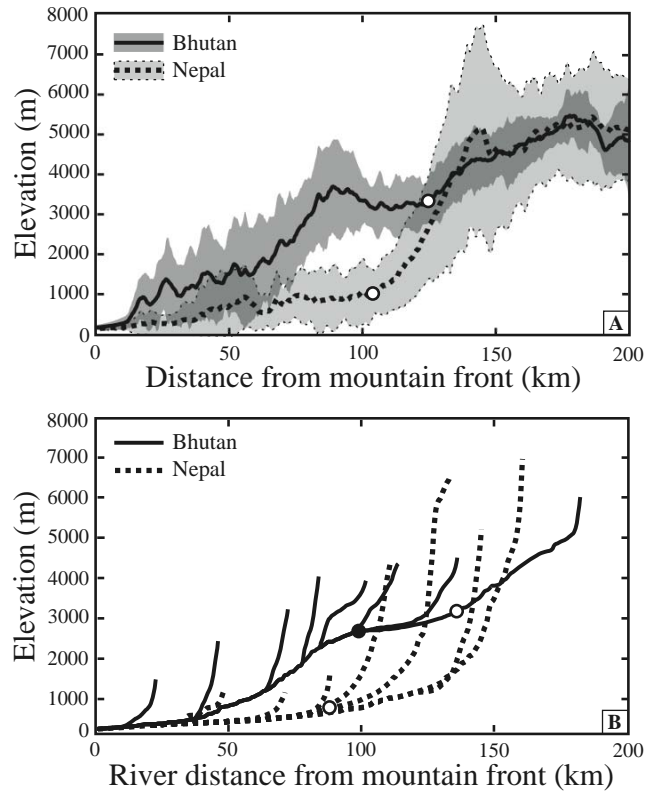 8000
7000
6000
5000
4000
3000
2000
1000
0
Elevation (m)
Bhutan
Nepal
A
0 50 100 150 200
Distance from mountain front (km)
8000
7000
6000
5000
4000
3000
2000
1000
0
Elevation (m)
Bhutan
Nepal
B
0 50 100 150 200
River distance from mountain front (km)